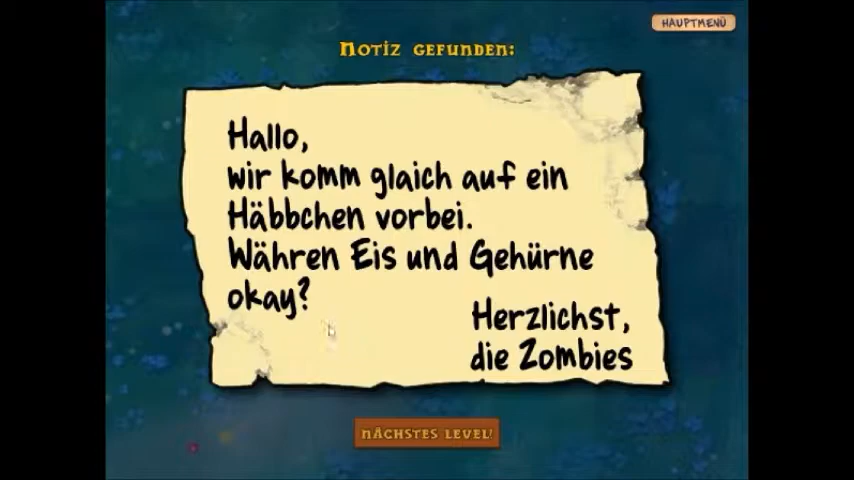 HAUPTMENÜ
NOTIZ GEFUNDEN:
Hallo,
wir komm glaich auf ein
Häbbchen vorbei.
Währen Eis und Gehürne
okay?
Herzlichst,
die Zombies
NÄCHSTES LEVEL!